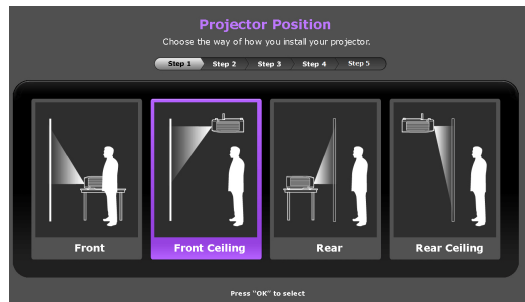 Projector Position
Choose the way of how you install your projector.
Step 1 Step 2 Step 3 Step 4 Step 5
Front Front Ceiling Rear Rear Ceiling
Press "OK" to select